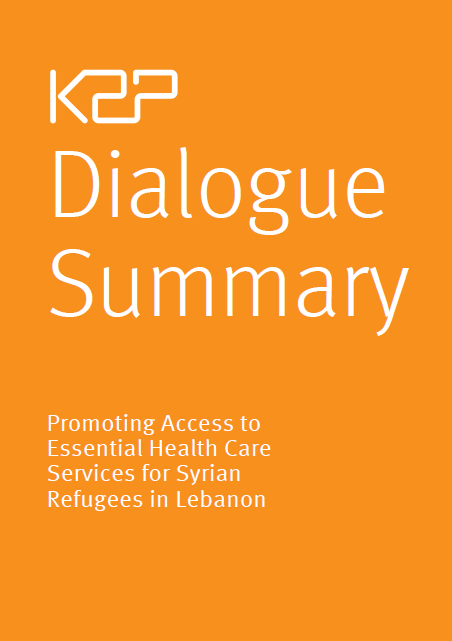 K2P
Dialogue
Summary
Promoting Access to
Essential Health Care
Services for Syrian
Refugees in Lebanon